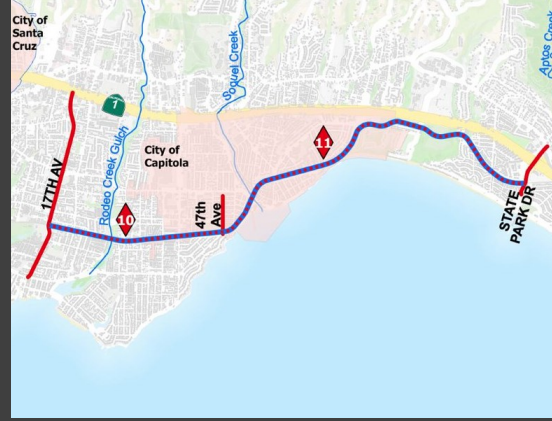 City of
Santa
Cruz
1
Soquel Creek
Aptos Creek
Rodeo Creek Gulch
City of
Capitola
17TH AV
10
47th
Ave
11
STATE
PARK DR